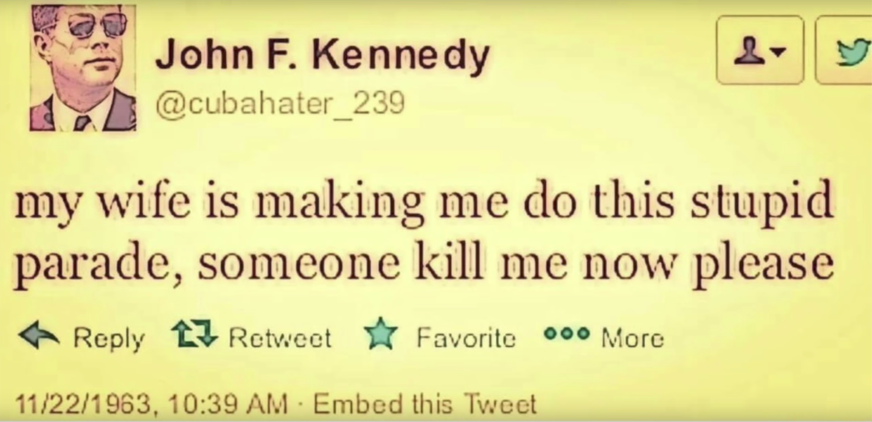 John F. Kennedy
@cubahater_239
my wife is making me do this stupid
parade, someone kill me now please
Reply Retweet Favorite More
11/22/1963, 10:39 AM · Embed this Tweet